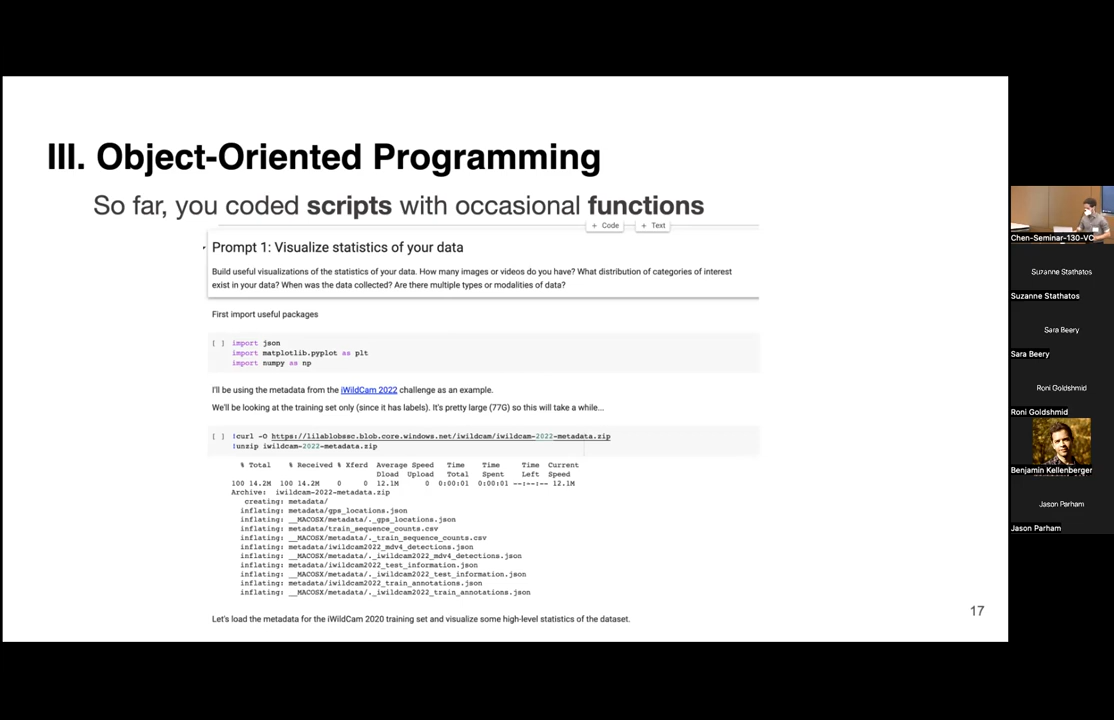 III. Object-Oriented Programming
So far, you coded scripts with occasional functions
+ Code + Text
Prompt 1: Visualize statistics of your data
Build useful visualizations of the statistics of your data. How many images or videos do you have? What distribution of categories of interest
exist in your data? When was the data collected? Are there multiple types or modalities of data?
First import useful packages
[ ] import json
import matplotlib.pyplot as plt
import numpy as np
I'll be using the metadata from the iWildCam 2022 challenge as an example.
We'll be looking at the training set only (since it has labels). It's pretty large (77G) so this will take a while...
[ ] !curl -O https://lilablobssc.blob.core.windows.net/iwildcam/iwildcam-2022-metadata.zip
!unzip iwildcam-2022-metadata.zip
% Total % Received % Xferd Average Speed Time Time Time Current
Dload Upload Total Spent Left Speed
100 14.2M 100 14.2M 0 0 12.1M 0 0:00:01 0:00:01 --:--:-- 12.1M
Archive: iwildcam-2022-metadata.zip
creating: metadata/
inflating: metadata/gps_locations.json
inflating: __MACOSX/metadata/._gps_locations.json
inflating: metadata/train_sequence_counts.csv
inflating: __MACOSX/metadata/._train_sequence_counts.csv
inflating: metadata/iwildcam2022_mdv4_detections.json
inflating: __MACOSX/metadata/._iwildcam2022_mdv4_detections.json
inflating: metadata/iwildcam2022_test_information.json
inflating: __MACOSX/metadata/._iwildcam2022_test_information.json
inflating: metadata/iwildcam2022_train_annotations.json
inflating: __MACOSX/metadata/._iwildcam2022_train_annotations.json
Let's load the metadata for the iWildCam 2020 training set and visualize some high-level statistics of the dataset.
17
Chen-Seminar-130-VC
Suzanne Stathatos
Suzanne Stathatos
Sara Beery
Sara Beery
Roni Goldshmid
Roni Goldshmid
Benjamin Kellenberger
Jason Parham
Jason Parham